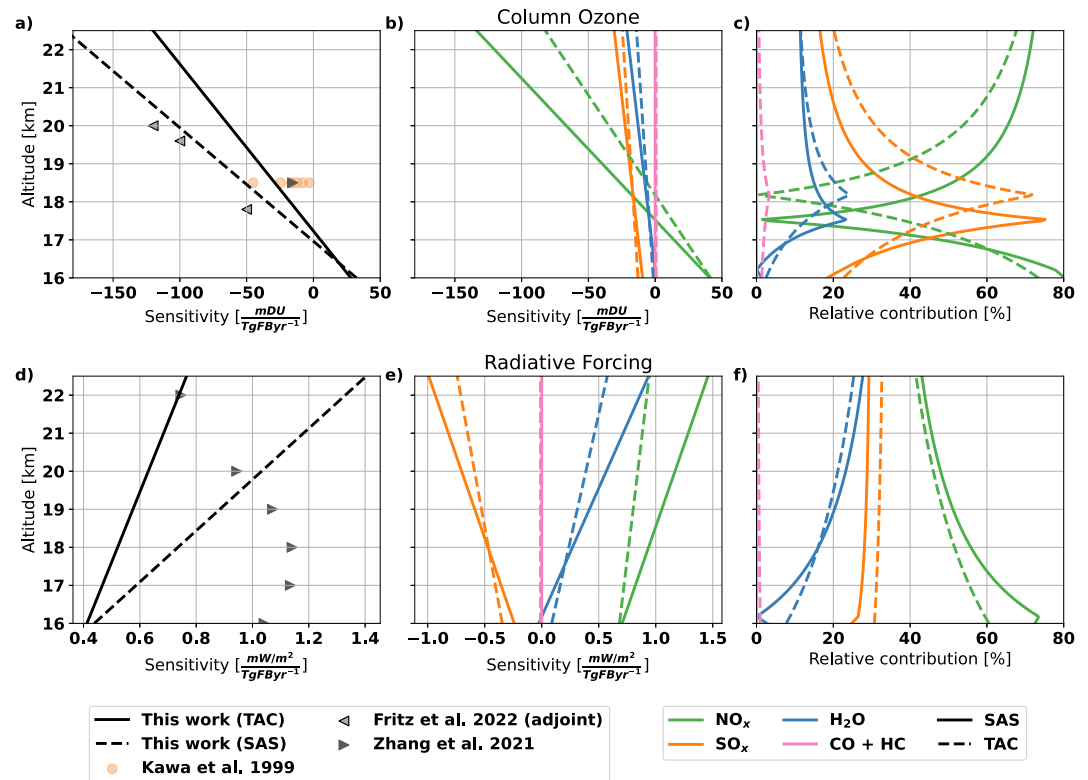 Column Ozone
a)
b)
c)
Altitude [km]
22
21
20
19
18
17
16
−150 −100 −50 0 50
−150 −100 −50 0 50
0 20 40 60 80
Sensitivity [mDU/TgFByr⁻¹]
Sensitivity [mDU/TgFByr⁻¹]
Relative contribution [%]
Radiative Forcing
d)
e)
f)
Altitude [km]
22
21
20
19
18
17
16
0.4 0.6 0.8 1.0 1.2 1.4
−1.0 −0.5 0.0 0.5 1.0 1.5
0 20 40 60 80
Sensitivity [mW/m²/TgFByr⁻¹]
Sensitivity [mW/m²/TgFByr⁻¹]
Relative contribution [%]
This work (TAC)
This work (SAS)
Kawa et al. 1999
Fritz et al. 2022 (adjoint)
Zhang et al. 2021
NOₓ
SOₓ
H₂O
CO + HC
SAS
TAC